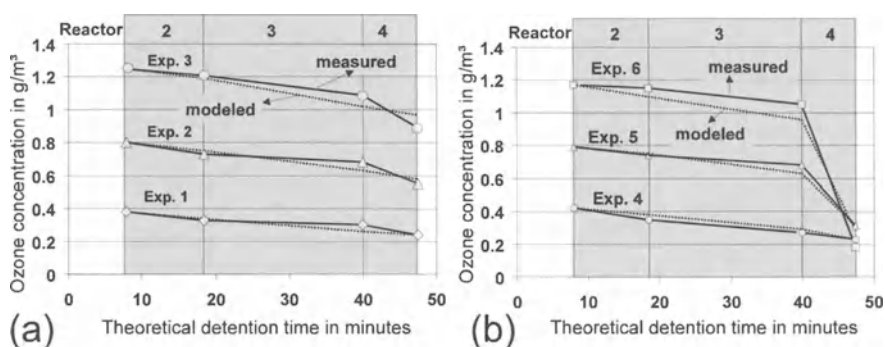 Reactor 2 3 4
Ozone concentration in g/m³
1.4
1.2
1
0.8
0.6
0.4
0.2
0
Exp. 3
measured
modeled
Exp. 2
Exp. 1
0 10 20 30 40 50
(a) Theoretical detention time in minutes
Reactor 2 3 4
Ozone concentration in g/m³
1.4
1.2
1
0.8
0.6
0.4
0.2
0
Exp. 6
measured
modeled
Exp. 5
Exp. 4
0 10 20 30 40 50
(b) Theoretical detention time in minutes